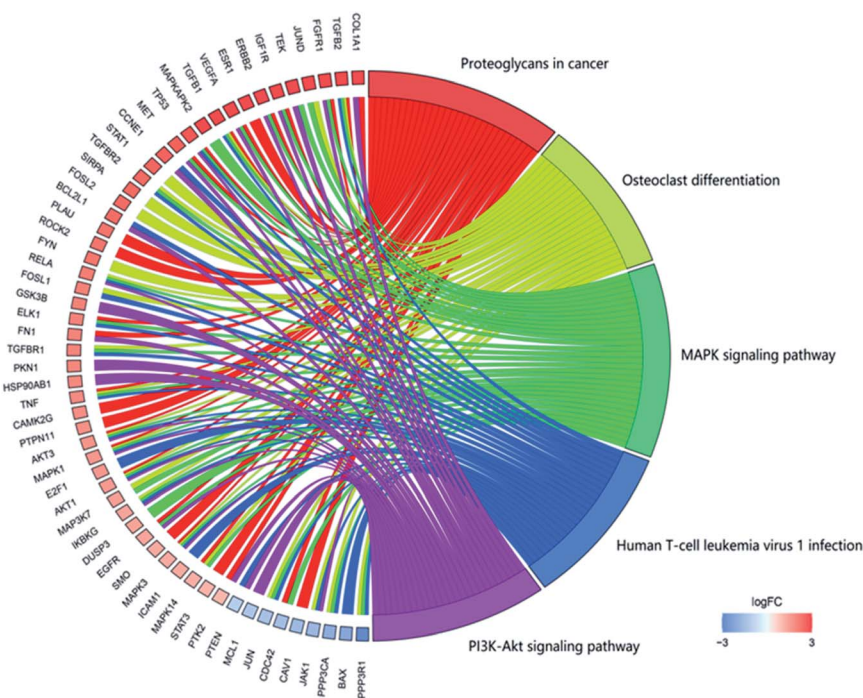 COL1A1
TGFB2
FGFR1
JUND
TEK
IGF1R
ERBB2
ESR1
VEGFA
TGFB1
MAPKAPK2
TP53
MET
CCNE1
STAT1
TGFBR2
SIRPA
FOSL2
BCL2L1
PLAU
ROCK2
FYN
RELA
FOSL1
GSK3B
ELK1
FN1
TGFBR1
PKN1
HSP90AB1
TNF
CAMK2G
PTPN11
AKT3
MAPK1
E2F1
AKT1
MAP3K7
IKBKG
DUSP3
EGFR
SMO
MAPK3
ICAM1
MAPK14
STAT3
PTK2
PTEN
MCL1
JUN
CDC42
CAV1
JAK1
PPP3CA
BAX
PPP3R1
Proteoglycans in cancer
Osteoclast differentiation
MAPK signaling pathway
Human T-cell leukemia virus 1 infection
PI3K-Akt signaling pathway
logFC
−3 3